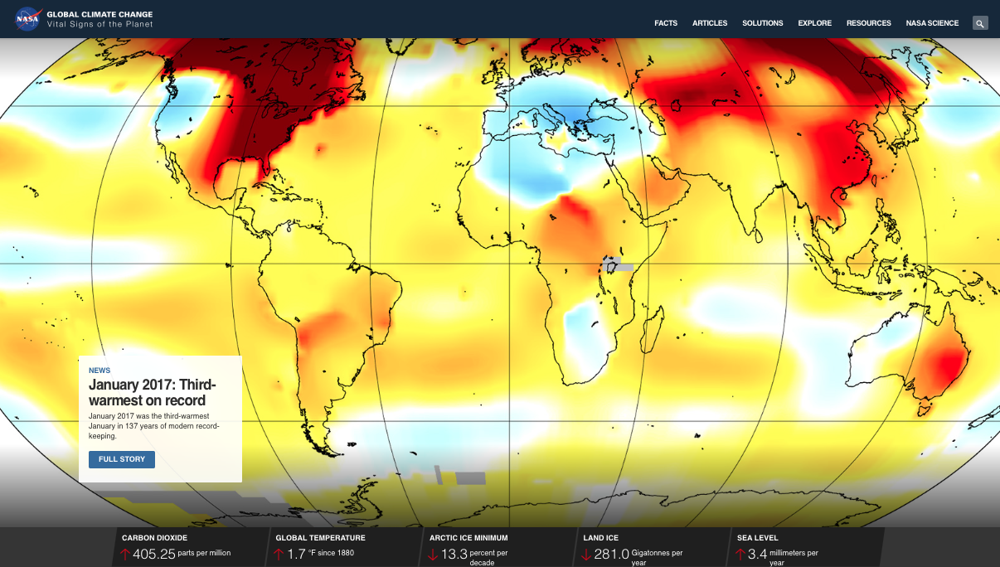 NASA
GLOBAL CLIMATE CHANGE
Vital Signs of the Planet
FACTS ARTICLES SOLUTIONS EXPLORE RESOURCES NASA SCIENCE
NEWS
January 2017: Third-
warmest on record
January 2017 was the third-warmest
January in 137 years of modern record-
keeping.
FULL STORY
CARBON DIOXIDE
405.25 parts per million
GLOBAL TEMPERATURE
1.7 °F since 1880
ARCTIC ICE MINIMUM
13.3 percent per
decade
LAND ICE
281.0 Gigatonnes per
year
SEA LEVEL
3.4 millimeters per
year